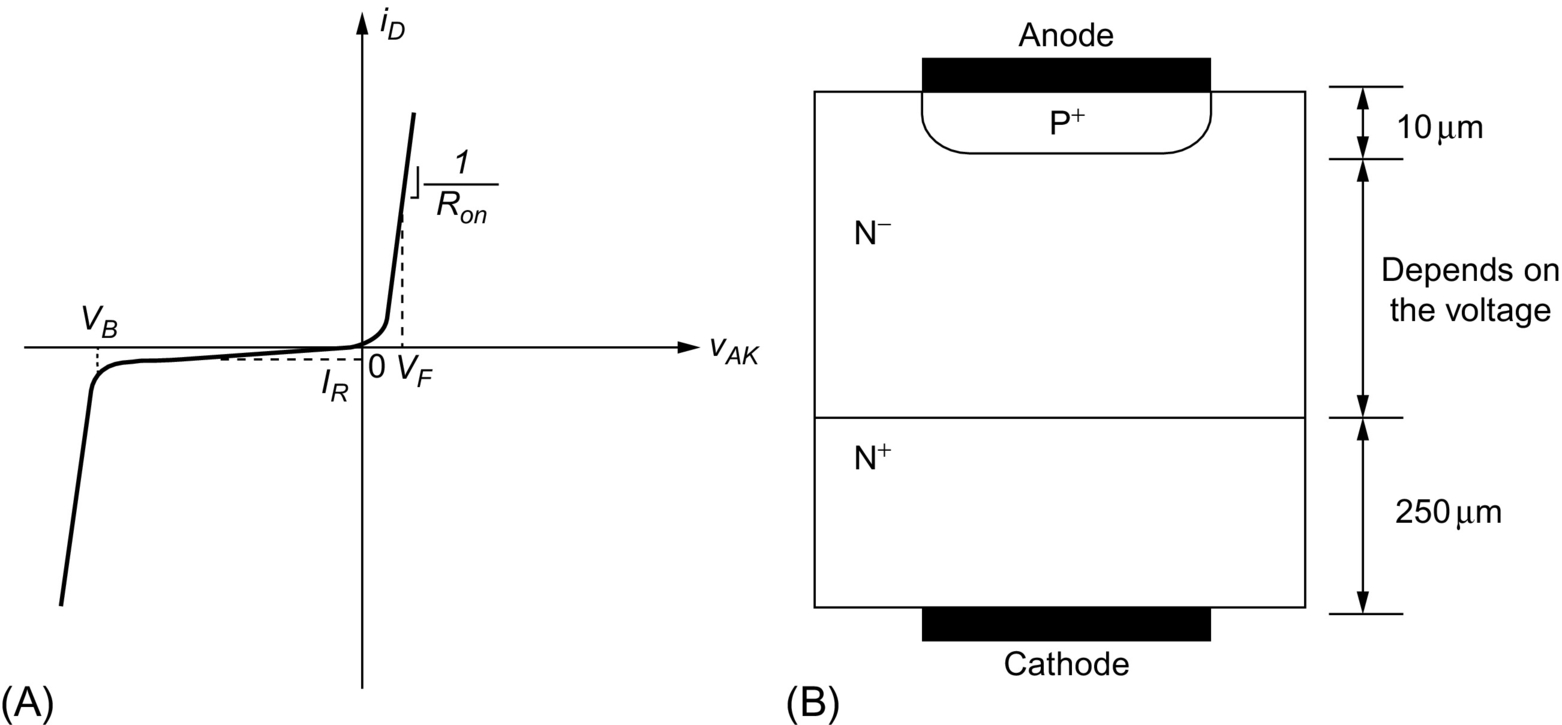 i_D
1
R_on
V_B
0
V_F
v_AK
I_R
(A)
Anode
P⁺
10 μm
N⁻
Depends on
the voltage
N⁺
250 μm
Cathode
(B)